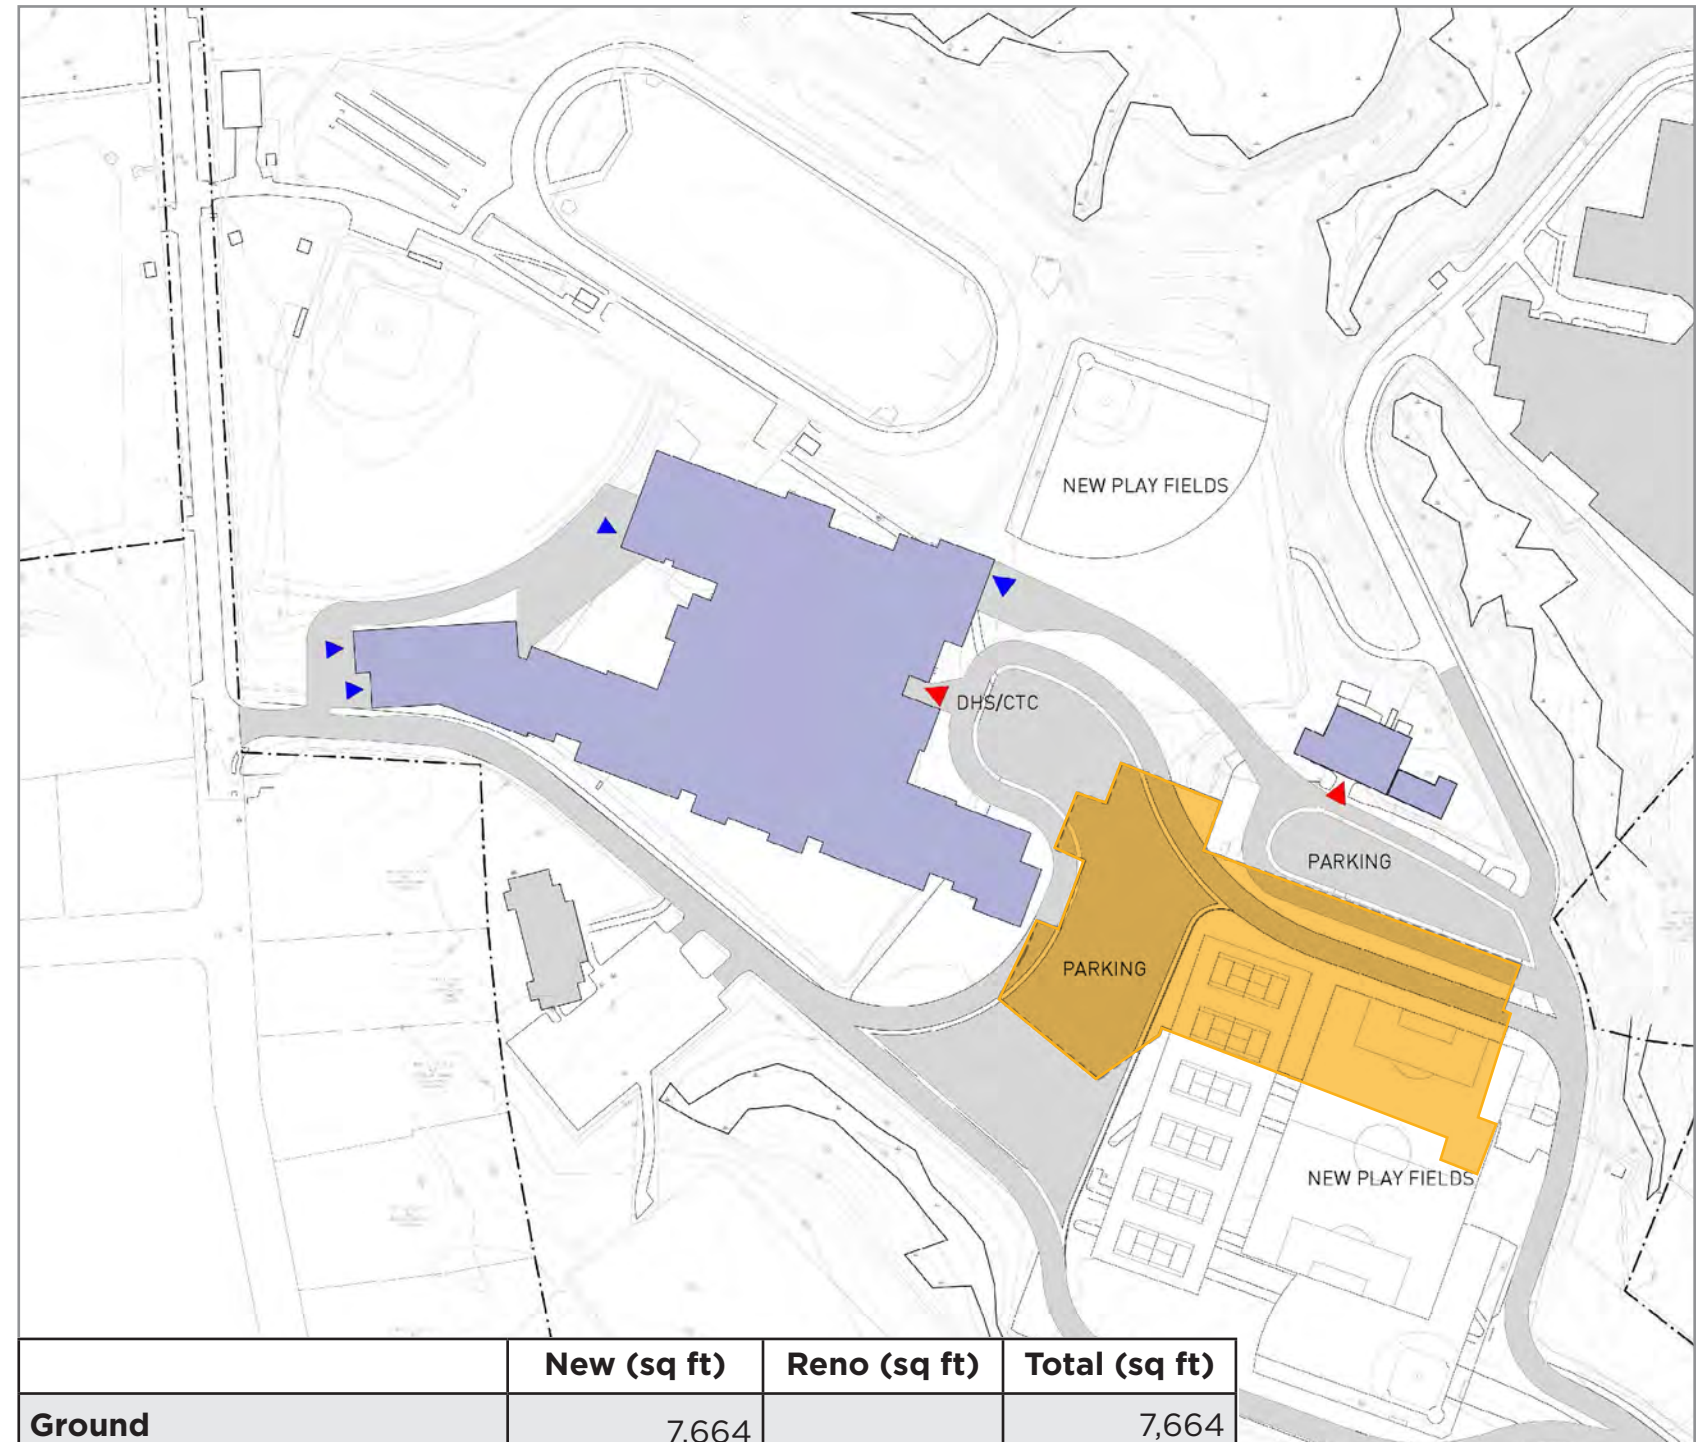 NEW PLAY FIELDS
DHS/CTC
PARKING
PARKING
NEW PLAY FIELDS
New (sq ft) Reno (sq ft) Total (sq ft)
Ground 7,664 7,664